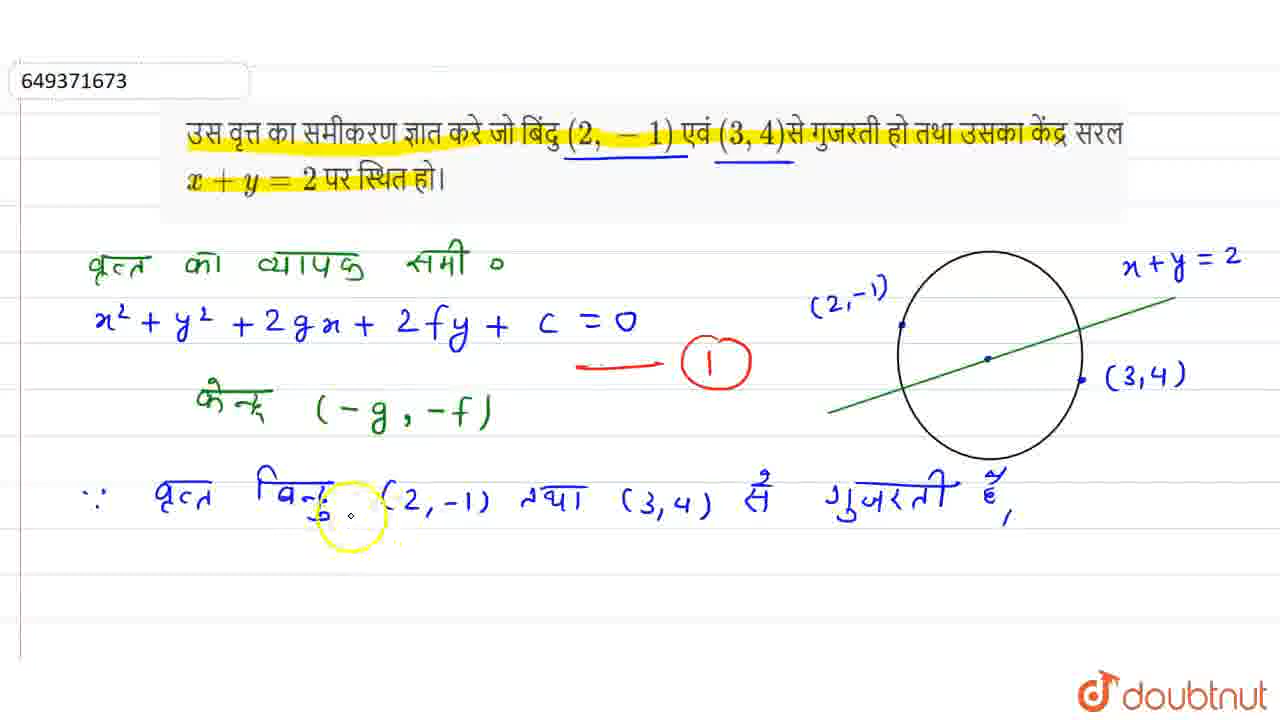 649371673
उस वृत्त का समीकरण ज्ञात करे जो बिंदु (2, −1) एवं (3, 4)से गुजरती हो तथा उसका केंद्र सरल
x + y = 2 पर स्थित हो।
वृत्त का व्यापक समी०
x² + y² + 2gx + 2fy + c = 0
1
केन्द्र (-g, -f)
∵ वृत्त बिन्दु (2, -1) तथा (3, 4) से गुजरती है,
x + y = 2
(2, -1)
(3, 4)
doubtnut